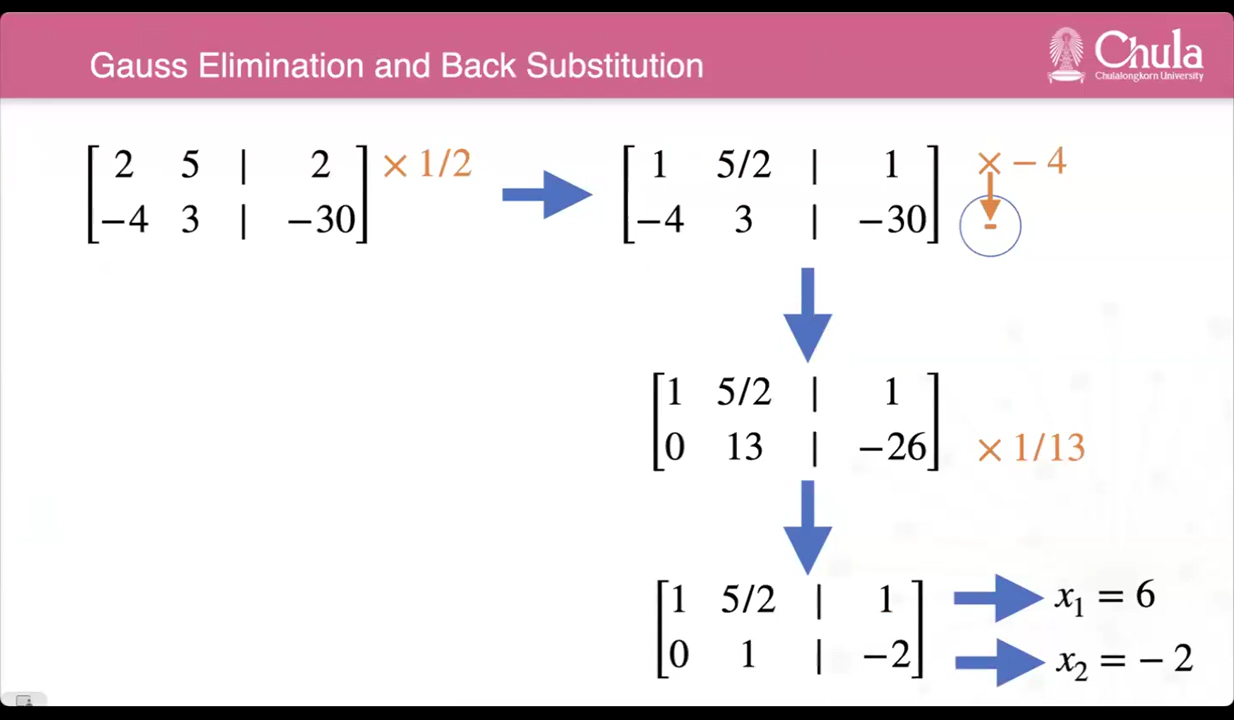 Gauss Elimination and Back Substitution
Chula
Chulalongkorn University
2 5 | 2
−4 3 | −30
× 1/2
1 5/2 | 1
−4 3 | −30
× − 4
-
1 5/2 | 1
0 13 | −26
× 1/13
1 5/2 | 1
0 1 | −2
x₁ = 6
x₂ = − 2